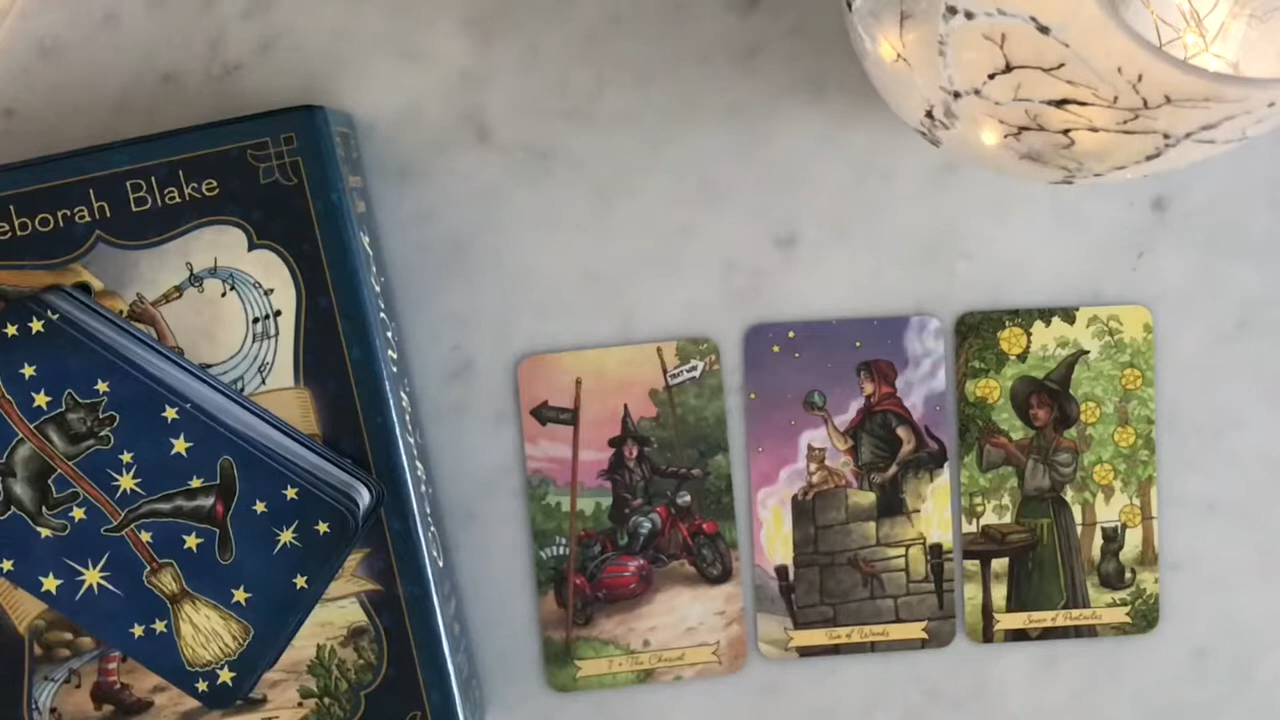 eborah Blake
THAT WAY
THIS WAY
7 • The Chariot
Two of Wands
Seven of Pentacles